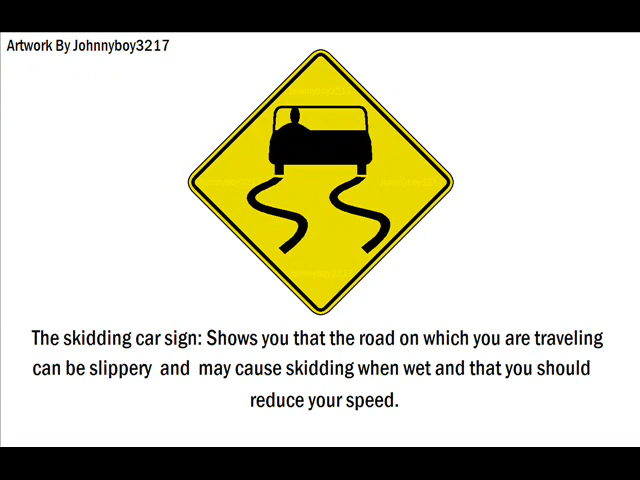 Artwork By Johnnyboy3217
The skidding car sign: Shows you that the road on which you are traveling
can be slippery and may cause skidding when wet and that you should
reduce your speed.